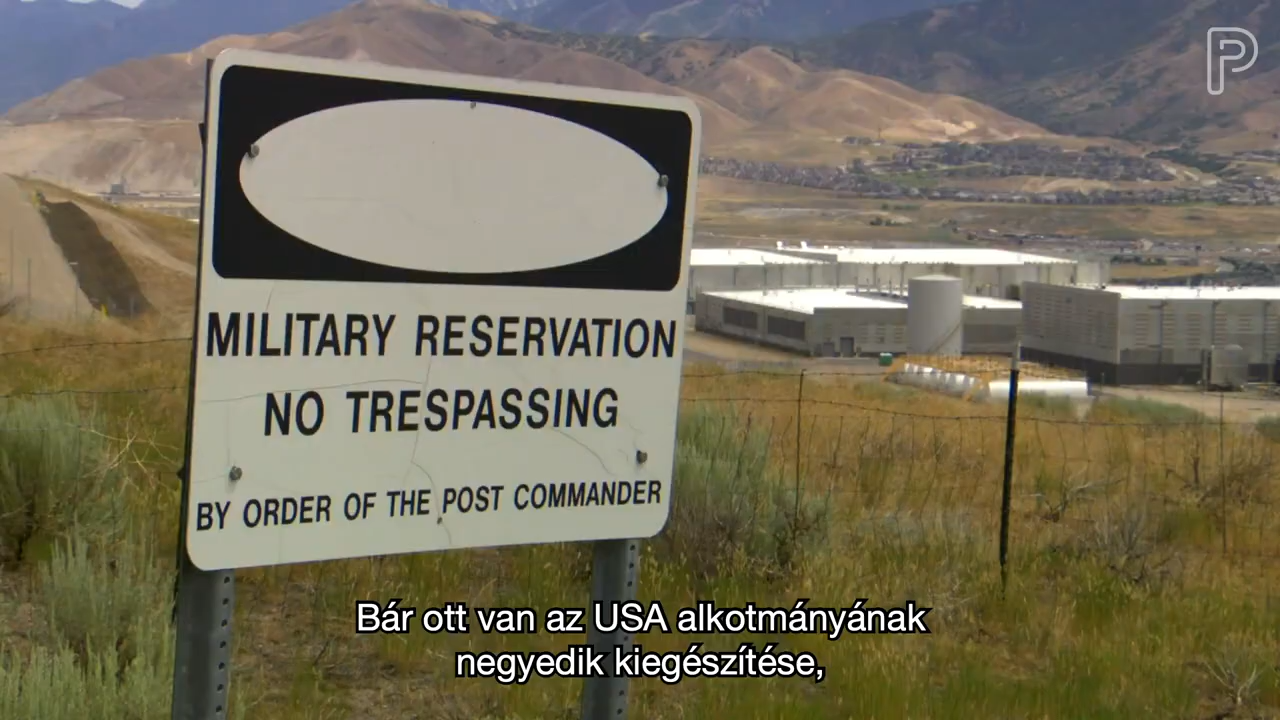 P
MILITARY RESERVATION
NO TRESPASSING
BY ORDER OF THE POST COMMANDER
Bár ott van az USA alkotmányának
negyedik kiegészítése,